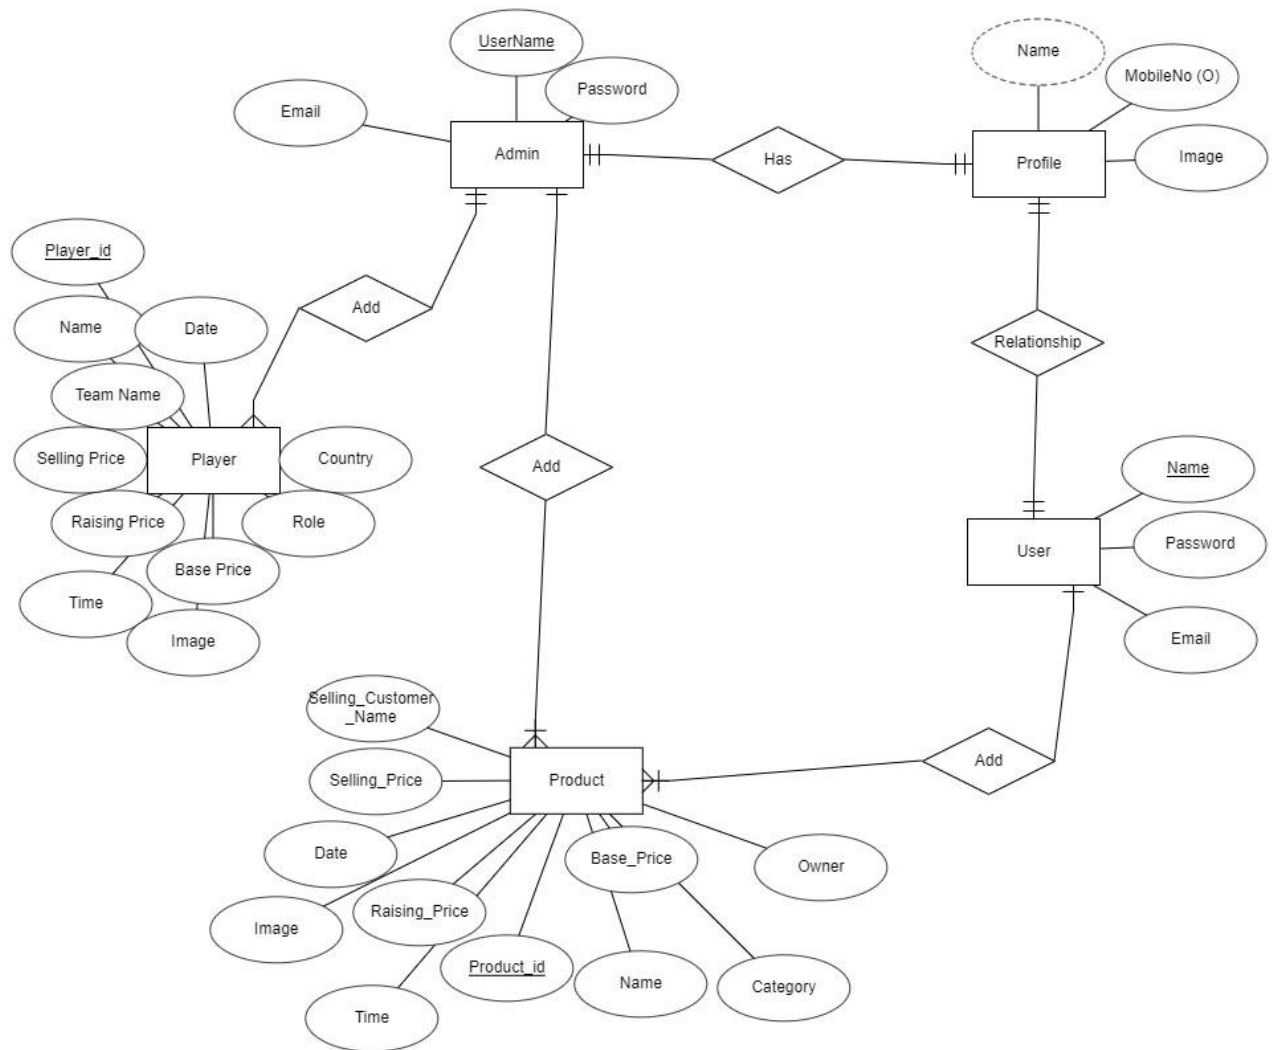 UserName
Name
MobileNo (O)
Password
Email
Admin
Has
Profile
Image
Player_id
Add
Name
Date
Relationship
Team Name
Selling Price
Player
Country
Add
Name
Raising Price
Role
User
Password
Base Price
Time
Image
Email
Selling_Customer
_Name
Selling_Price
Product
Add
Date
Base_Price
Owner
Image
Raising_Price
Product_id
Name
Category
Time